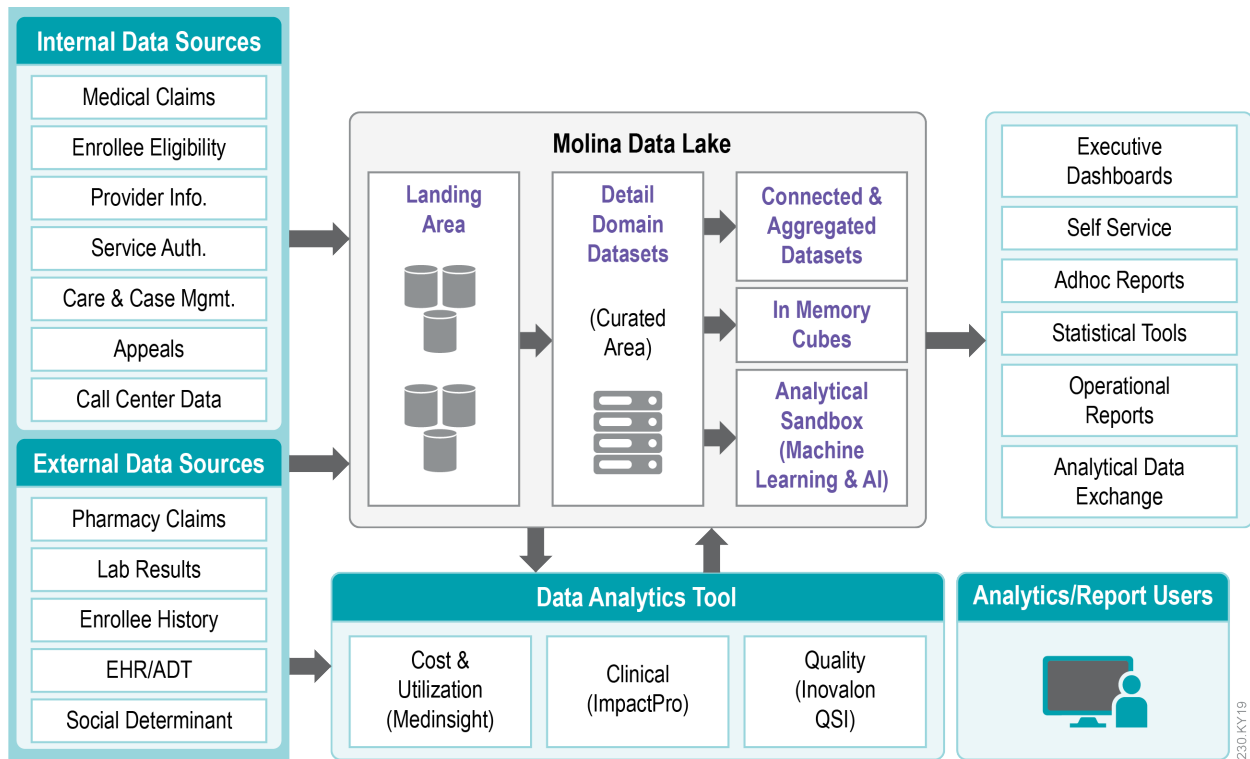 Internal Data Sources
Medical Claims
Enrollee Eligibility
Provider Info.
Service Auth.
Care & Case Mgmt.
Appeals
Call Center Data
External Data Sources
Pharmacy Claims
Lab Results
Enrollee History
EHR/ADT
Social Determinant
Molina Data Lake
Landing
Area
Detail
Domain
Datasets
(Curated
Area)
Connected &
Aggregated
Datasets
In Memory
Cubes
Analytical
Sandbox
(Machine
Learning & AI)
Data Analytics Tool
Cost &
Utilization
(Medinsight)
Clinical
(ImpactPro)
Quality
(Inovalon
QSI)
Executive
Dashboards
Self Service
Adhoc Reports
Statistical Tools
Operational
Reports
Analytical Data
Exchange
Analytics/Report Users
230.KY19